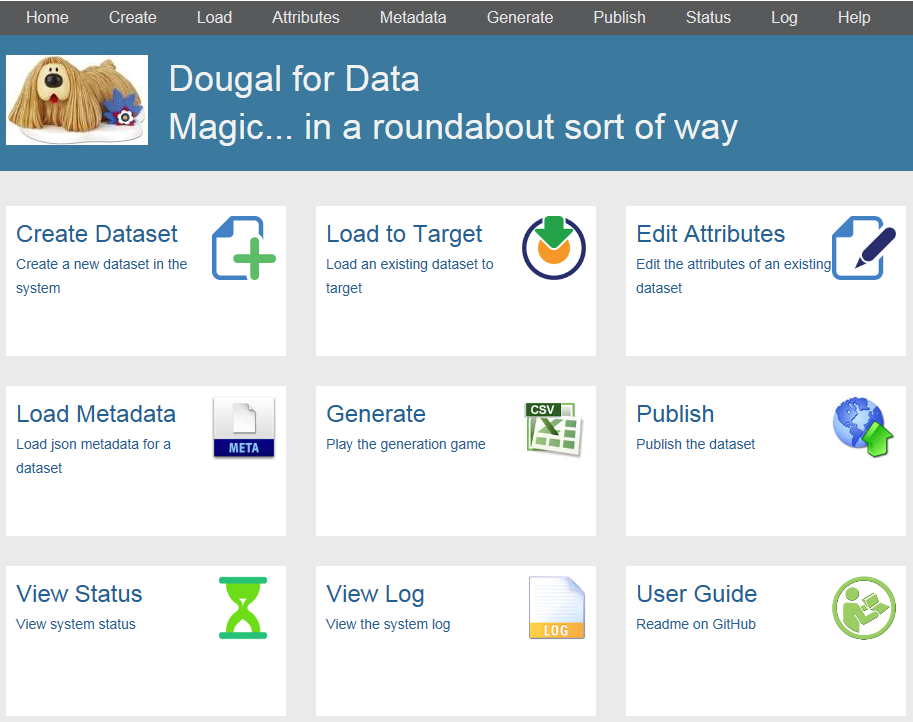 Home Create Load Attributes Metadata Generate Publish Status Log Help
Dougal for Data
Magic... in a roundabout sort of way
Create Dataset
Create a new dataset in the
system
Load to Target
Load an existing dataset to
target
Edit Attributes
Edit the attributes of an existing
dataset
Load Metadata
Load json metadata for a
dataset
META
Generate
Play the generation game
CSV
X
Publish
Publish the dataset
View Status
View system status
View Log
View the system log
LOG
User Guide
Readme on GitHub